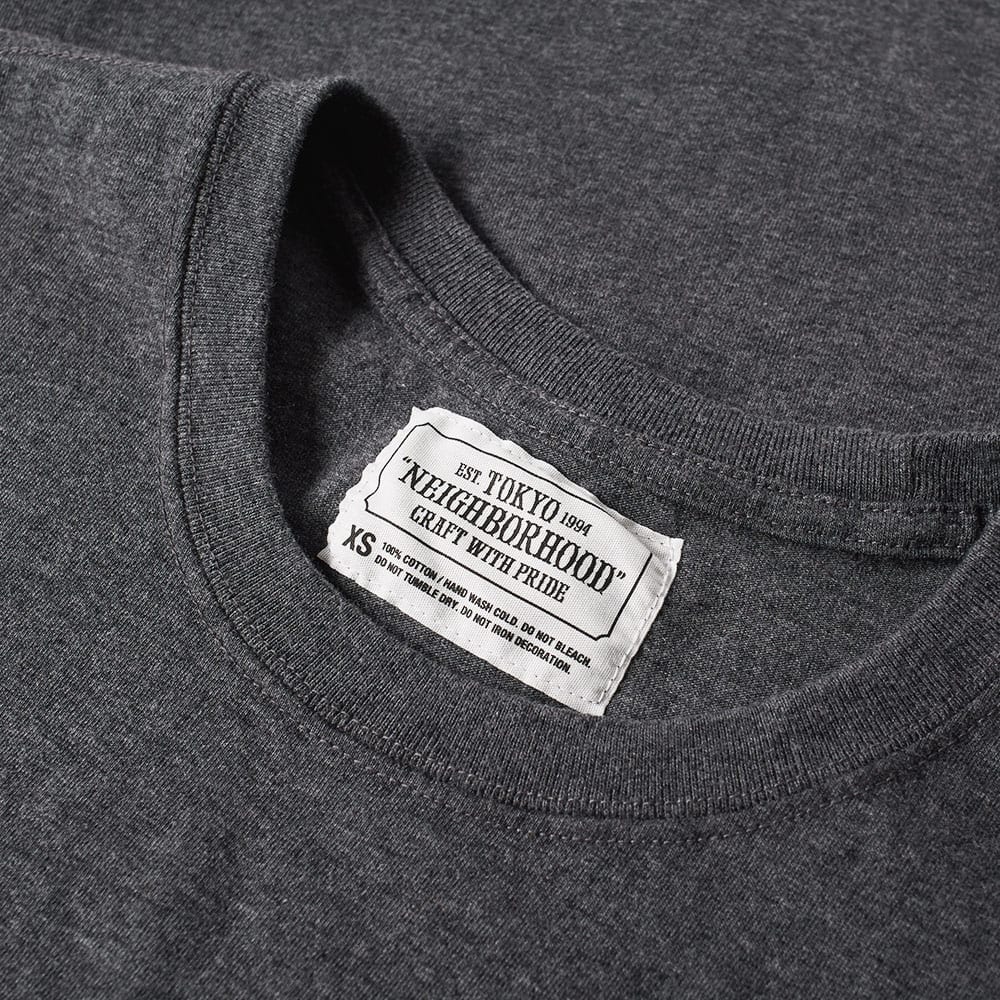 EST. TOKYO 1994
"NEIGHBORHOOD"
CRAFT WITH PRIDE
XS 100% COTTON / HAND WASH COLD. DO NOT BLEACH.
DO NOT TUMBLE DRY. DO NOT IRON DECORATION.